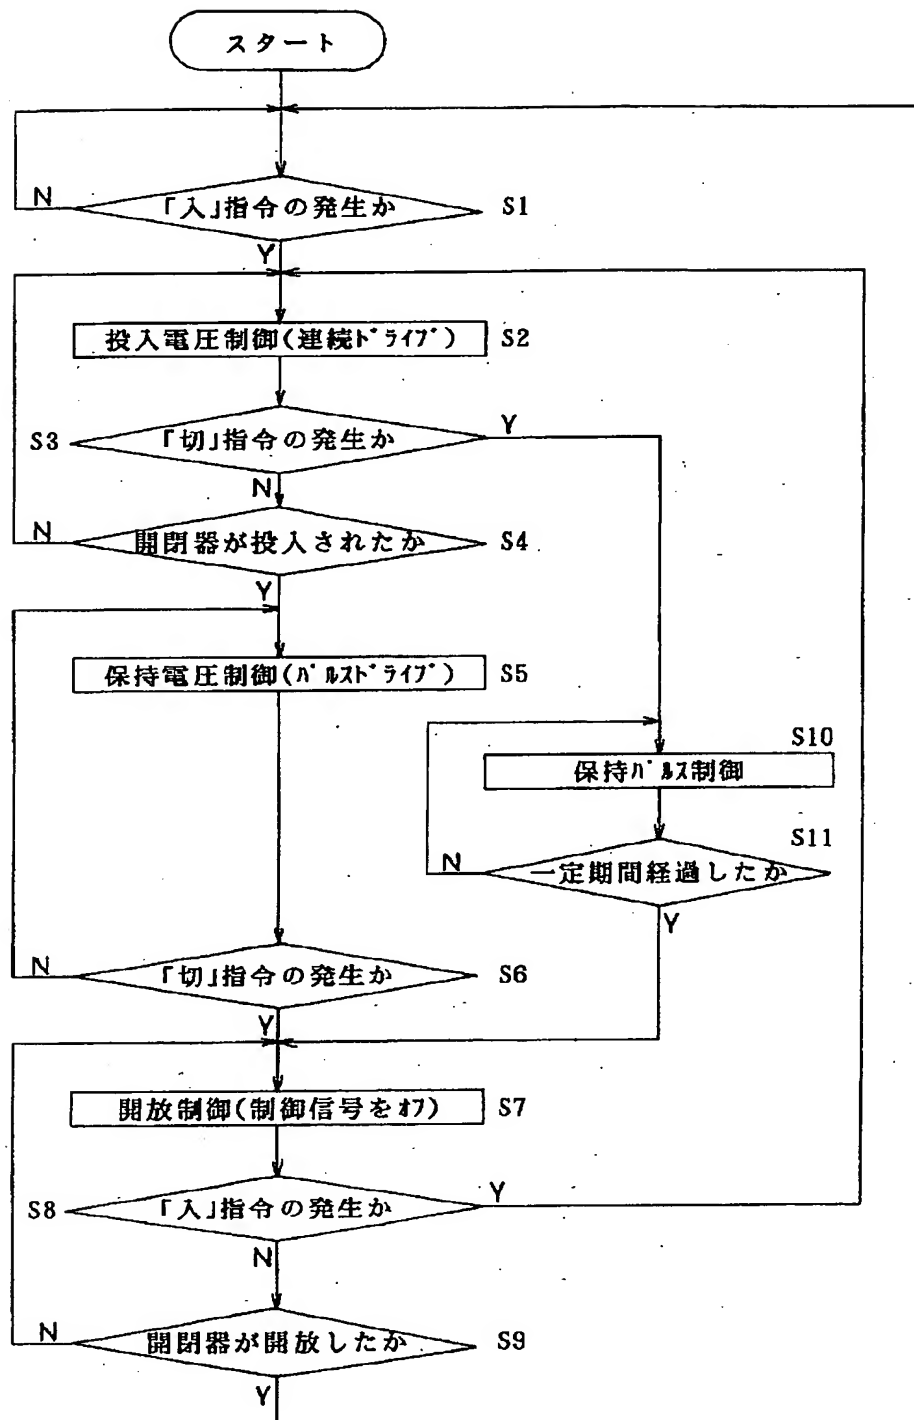 スタート
N
「入」指令の発生か S1
Y
投入電圧制御(連続ﾄﾞﾗｲﾌﾞ) S2
S3 「切」指令の発生か Y
N
N 開閉器が投入されたか S4
Y
保持電圧制御(ﾊﾟﾙｽﾄﾞﾗｲﾌﾞ) S5
S10
保持ﾊﾟﾙｽ制御
S11
N 一定期間経過したか
Y
N 「切」指令の発生か S6
Y
開放制御(制御信号をｵﾌ) S7
S8 「入」指令の発生か Y
N
N 開閉器が開放したか S9
Y